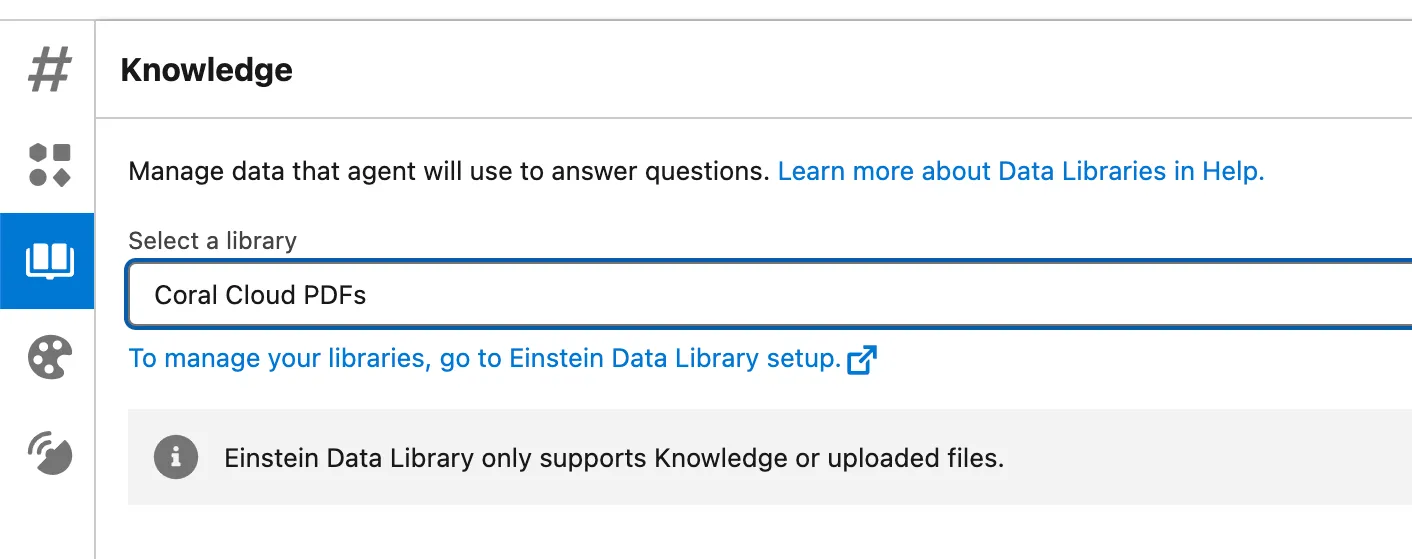 Knowledge
Manage data that agent will use to answer questions. Learn more about Data Libraries in Help.
Select a library
Coral Cloud PDFs
To manage your libraries, go to Einstein Data Library setup.
Einstein Data Library only supports Knowledge or uploaded files.